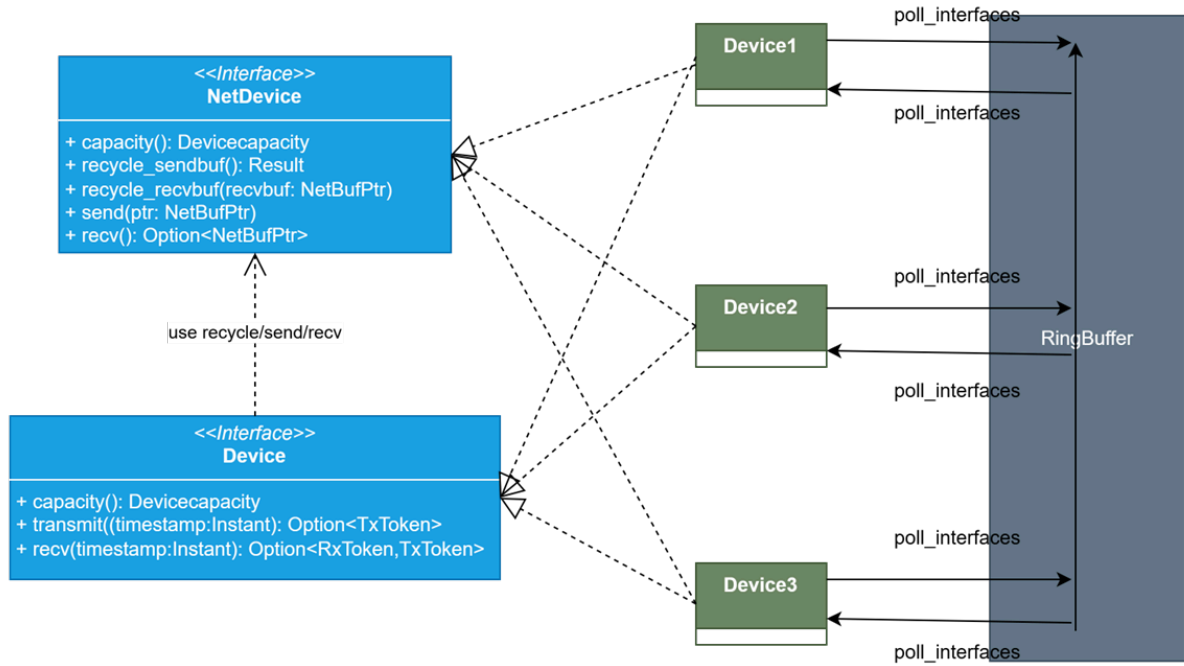 <<Interface>>
NetDevice
+ capacity(): Devicecapacity
+ recycle_sendbuf(): Result
+ recycle_recvbuf(recvbuf: NetBufPtr)
+ send(ptr: NetBufPtr)
+ recv(): Option<NetBufPtr>
use recycle/send/recv
<<Interface>>
Device
+ capacity(): Devicecapacity
+ transmit((timestamp:Instant): Option<TxToken>
+ recv(timestamp:Instant): Option<RxToken,TxToken>
Device1
poll_interfaces
poll_interfaces
Device2
poll_interfaces
poll_interfaces
Device3
poll_interfaces
poll_interfaces
RingBuffer